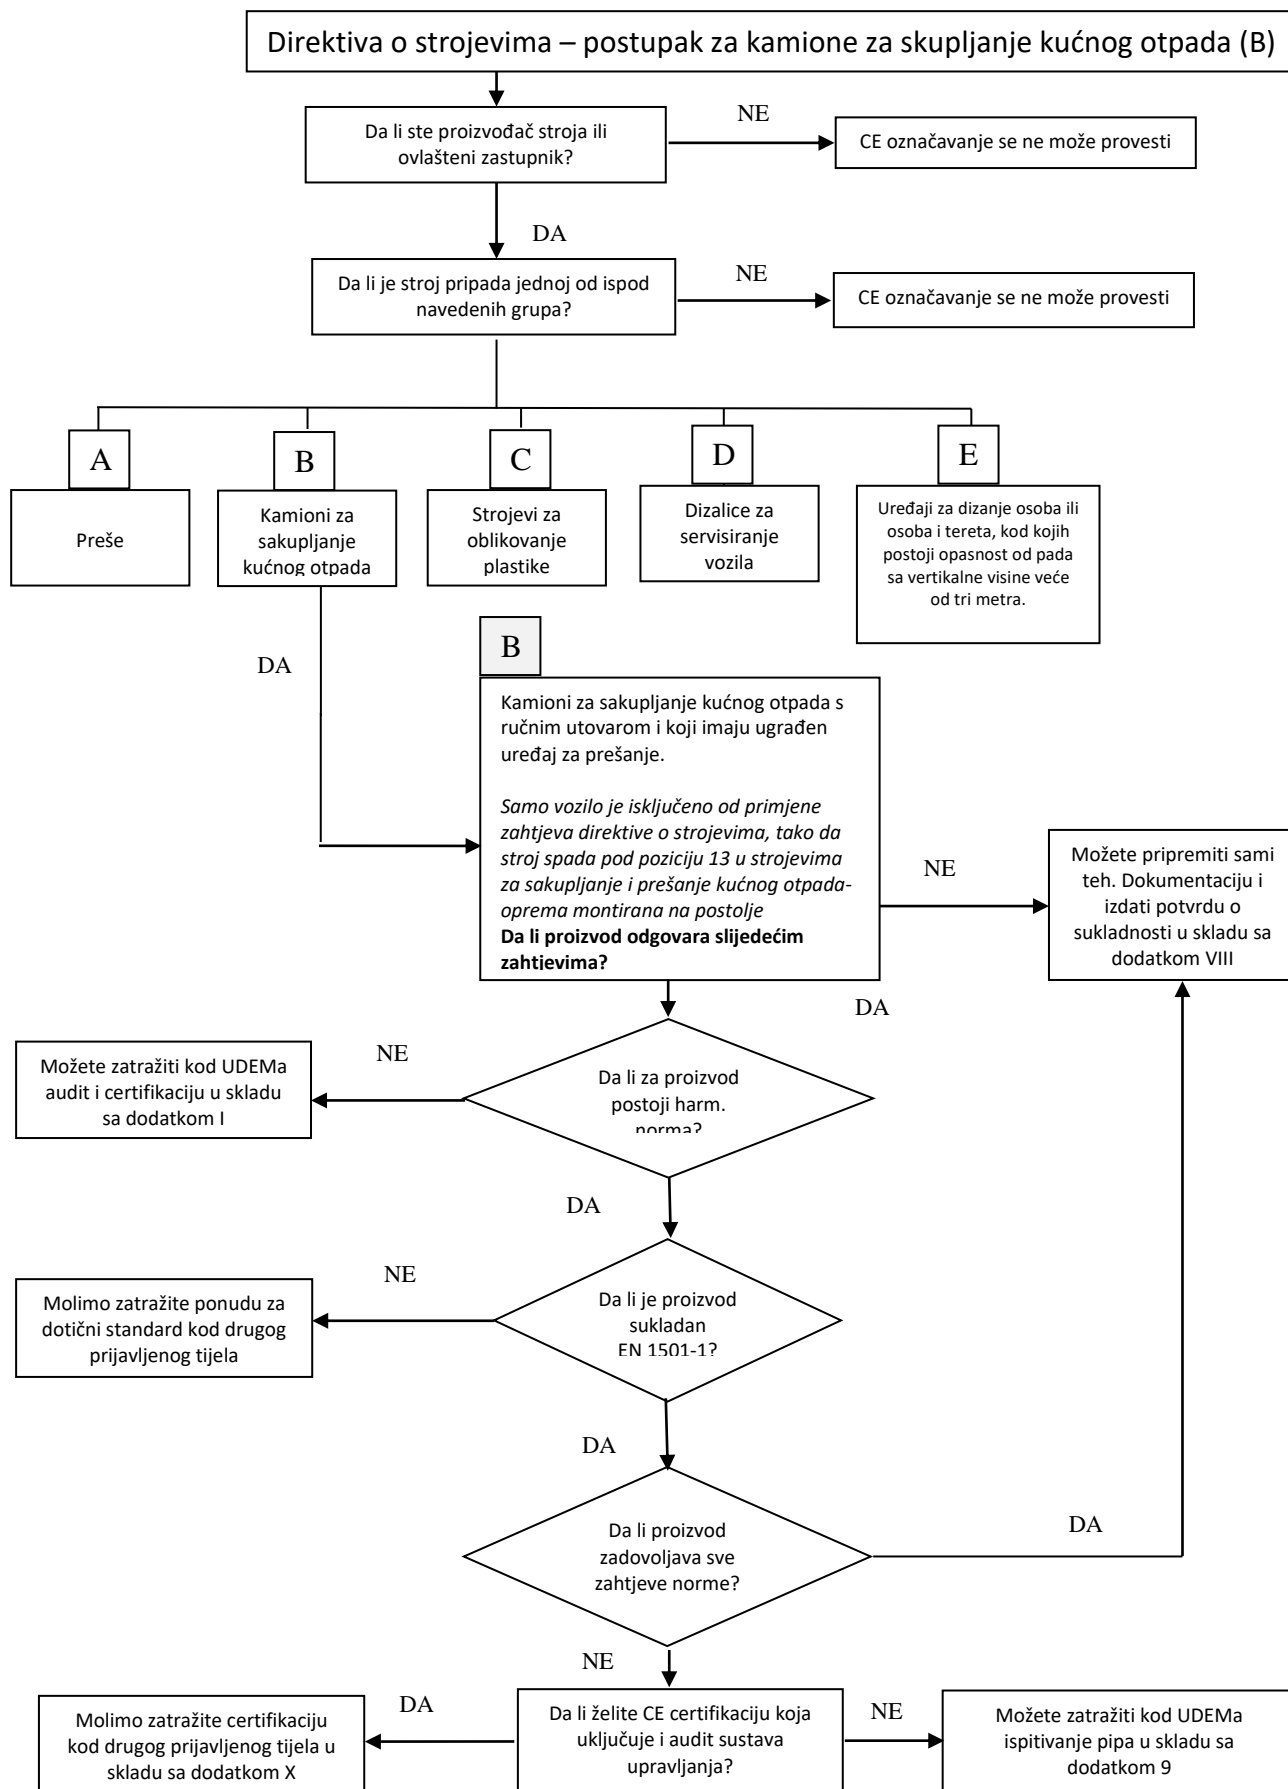 Direktiva o strojevima – postupak za kamione za skupljanje kućnog otpada (B)
Da li ste proizvođač stroja ili
ovlašteni zastupnik?
NE
CE označavanje se ne može provesti
DA
Da li je stroj pripada jednoj od ispod
navedenih grupa?
NE
CE označavanje se ne može provesti
A
Preše
B
Kamioni za
sakupljanje
kućnog otpada
C
Strojevi za
oblikovanje
plastike
D
Dizalice za
servisiranje
vozila
E
Uređaji za dizanje osoba ili
osoba i tereta, kod kojih
postoji opasnost od pada
sa vertikalne visine veće
od tri metra.
DA
B
Kamioni za sakupljanje kućnog otpada s
ručnim utovarom i koji imaju ugrađen
uređaj za prešanje.
Samo vozilo je isključeno od primjene
zahtjeva direktive o strojevima, tako da
stroj spada pod poziciju 13 u strojevima
za sakupljanje i prešanje kućnog otpada-
oprema montirana na postolje
Da li proizvod odgovara slijedećim
zahtjevima?
NE
Možete pripremiti sami
teh. Dokumentaciju i
izdati potvrdu o
sukladnosti u skladu sa
dodatkom VIII
DA
Da li za proizvod
postoji harm.
norma?
NE
Možete zatražiti kod UDEMa
audit i certifikaciju u skladu
sa dodatkom I
DA
Da li je proizvod
sukladan
EN 1501-1?
NE
Molimo zatražite ponudu za
dotični standard kod drugog
prijavljenog tijela
DA
Da li proizvod
zadovoljava sve
zahtjeve norme?
DA
NE
Da li želite CE certifikaciju koja
uključuje i audit sustava
upravljanja?
DA
Molimo zatražite certifikaciju
kod drugog prijavljenog tijela u
skladu sa dodatkom X
NE
Možete zatražiti kod UDEMa
ispitivanje pipa u skladu sa
dodatkom 9